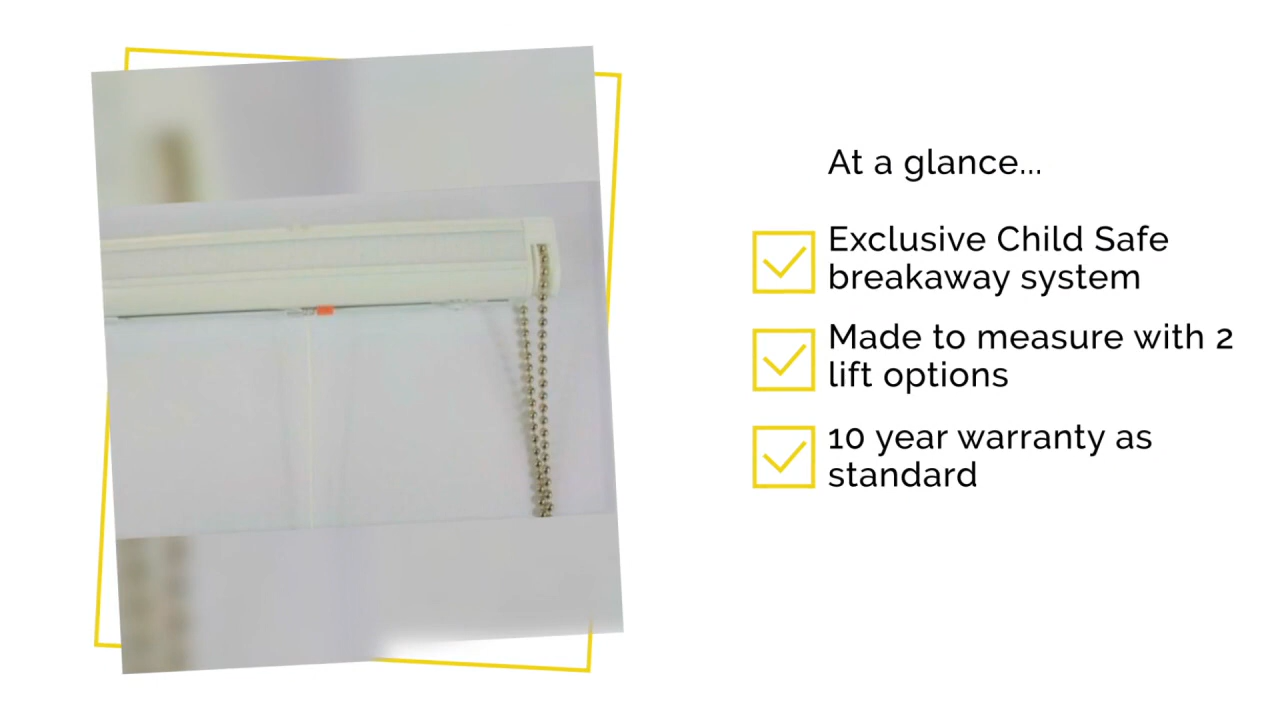 At a glance...
Exclusive Child Safe
breakaway system
Made to measure with 2
lift options
10 year warranty as
standard